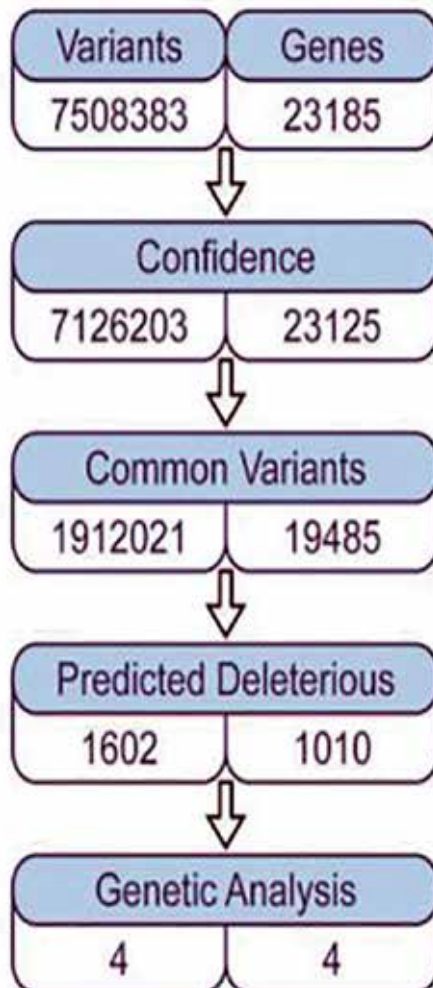 Variants Genes
7508383 23185
Confidence
7126203 23125
Common Variants
1912021 19485
Predicted Deleterious
1602 1010
Genetic Analysis
4 4